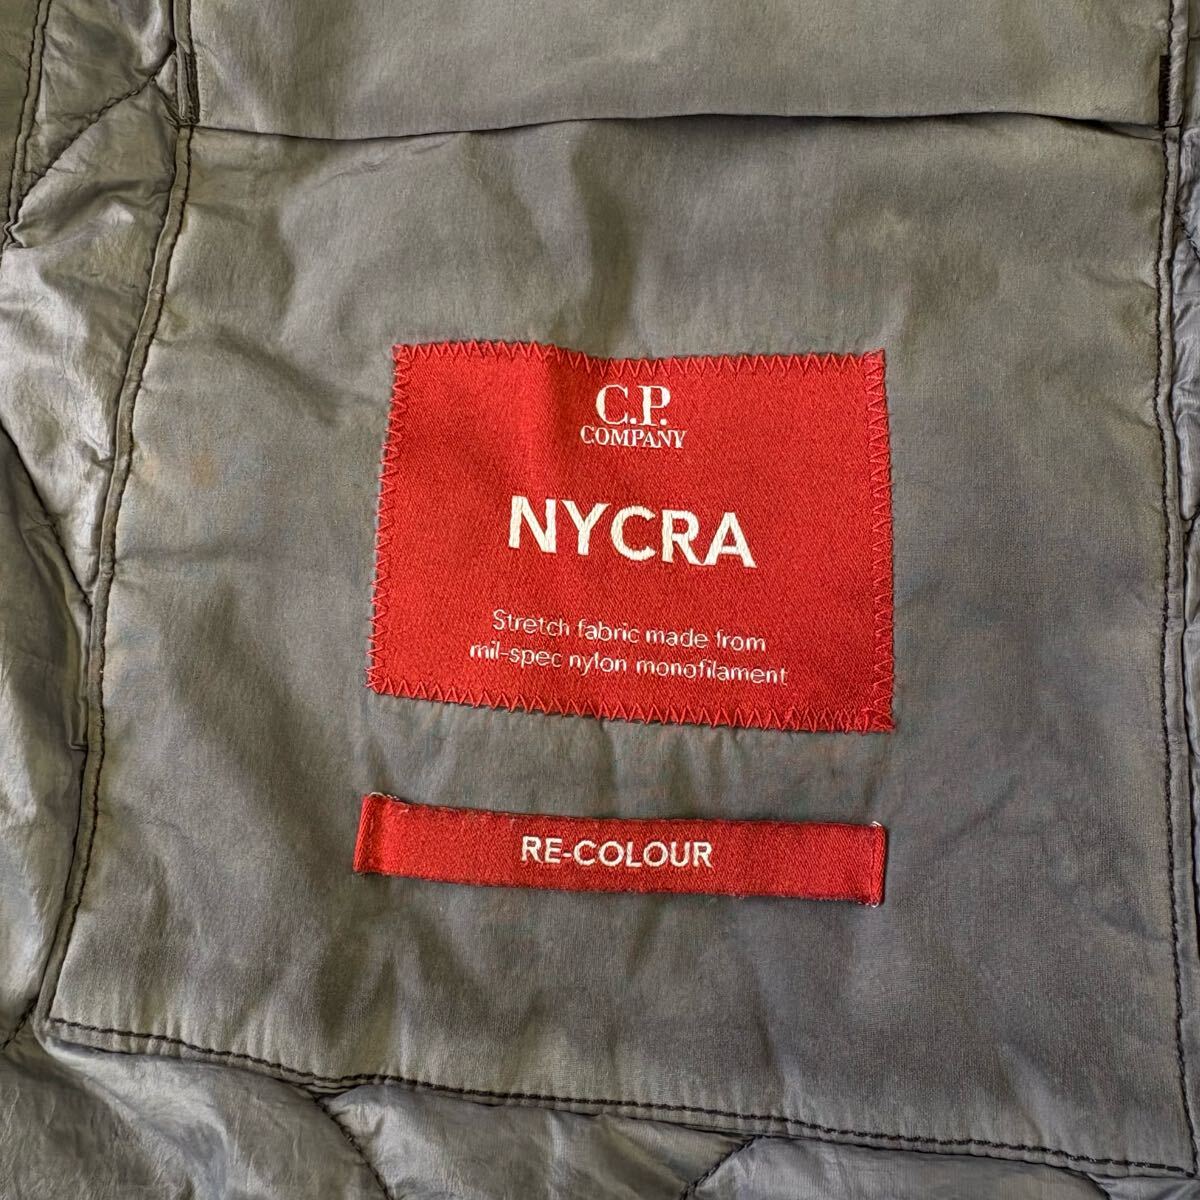 C.P.
COMPANY
NYCRA
Stretch fabric made from
mil-spec nylon monofilament
RE-COLOUR